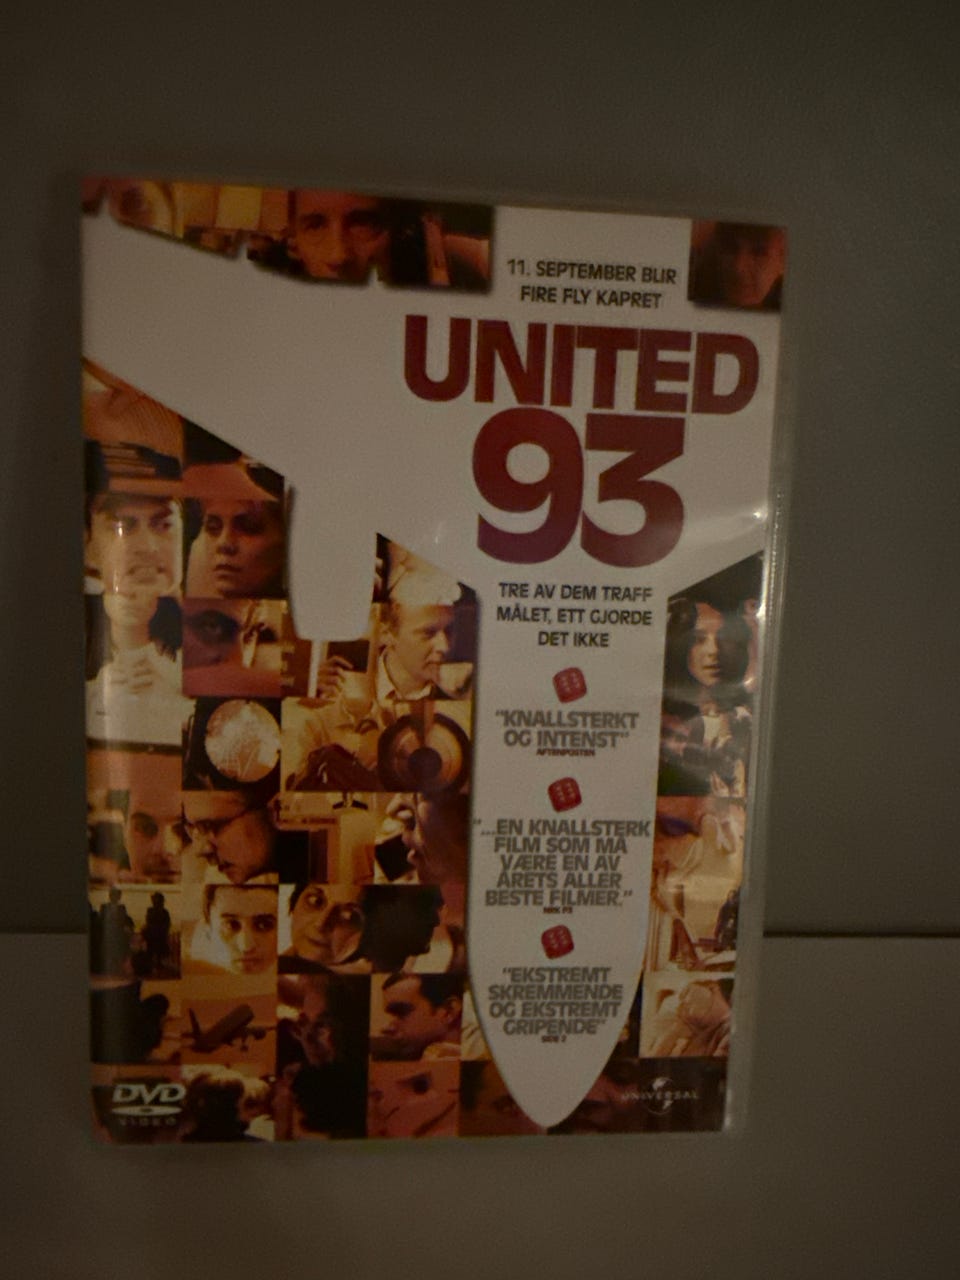 11. SEPTEMBER BLIR
FIRE FLY KAPRET
UNITED
93
TRE AV DEM TRAFF
MÅLET, ETT GJORDE
DET IKKE
"KNALLSTERKT
OG INTENST"
AFTENPOSTEN
"...EN KNALLSTERK
FILM SOM MÅ
VÆRE EN AV
ÅRETS ALLER
BESTE FILMER."
NRK P3
"EKSTREMT
SKREMMENDE
OG EKSTREMT
GRIPENDE"
SIDE 2
DVD
VIDEO
UNIVERSAL